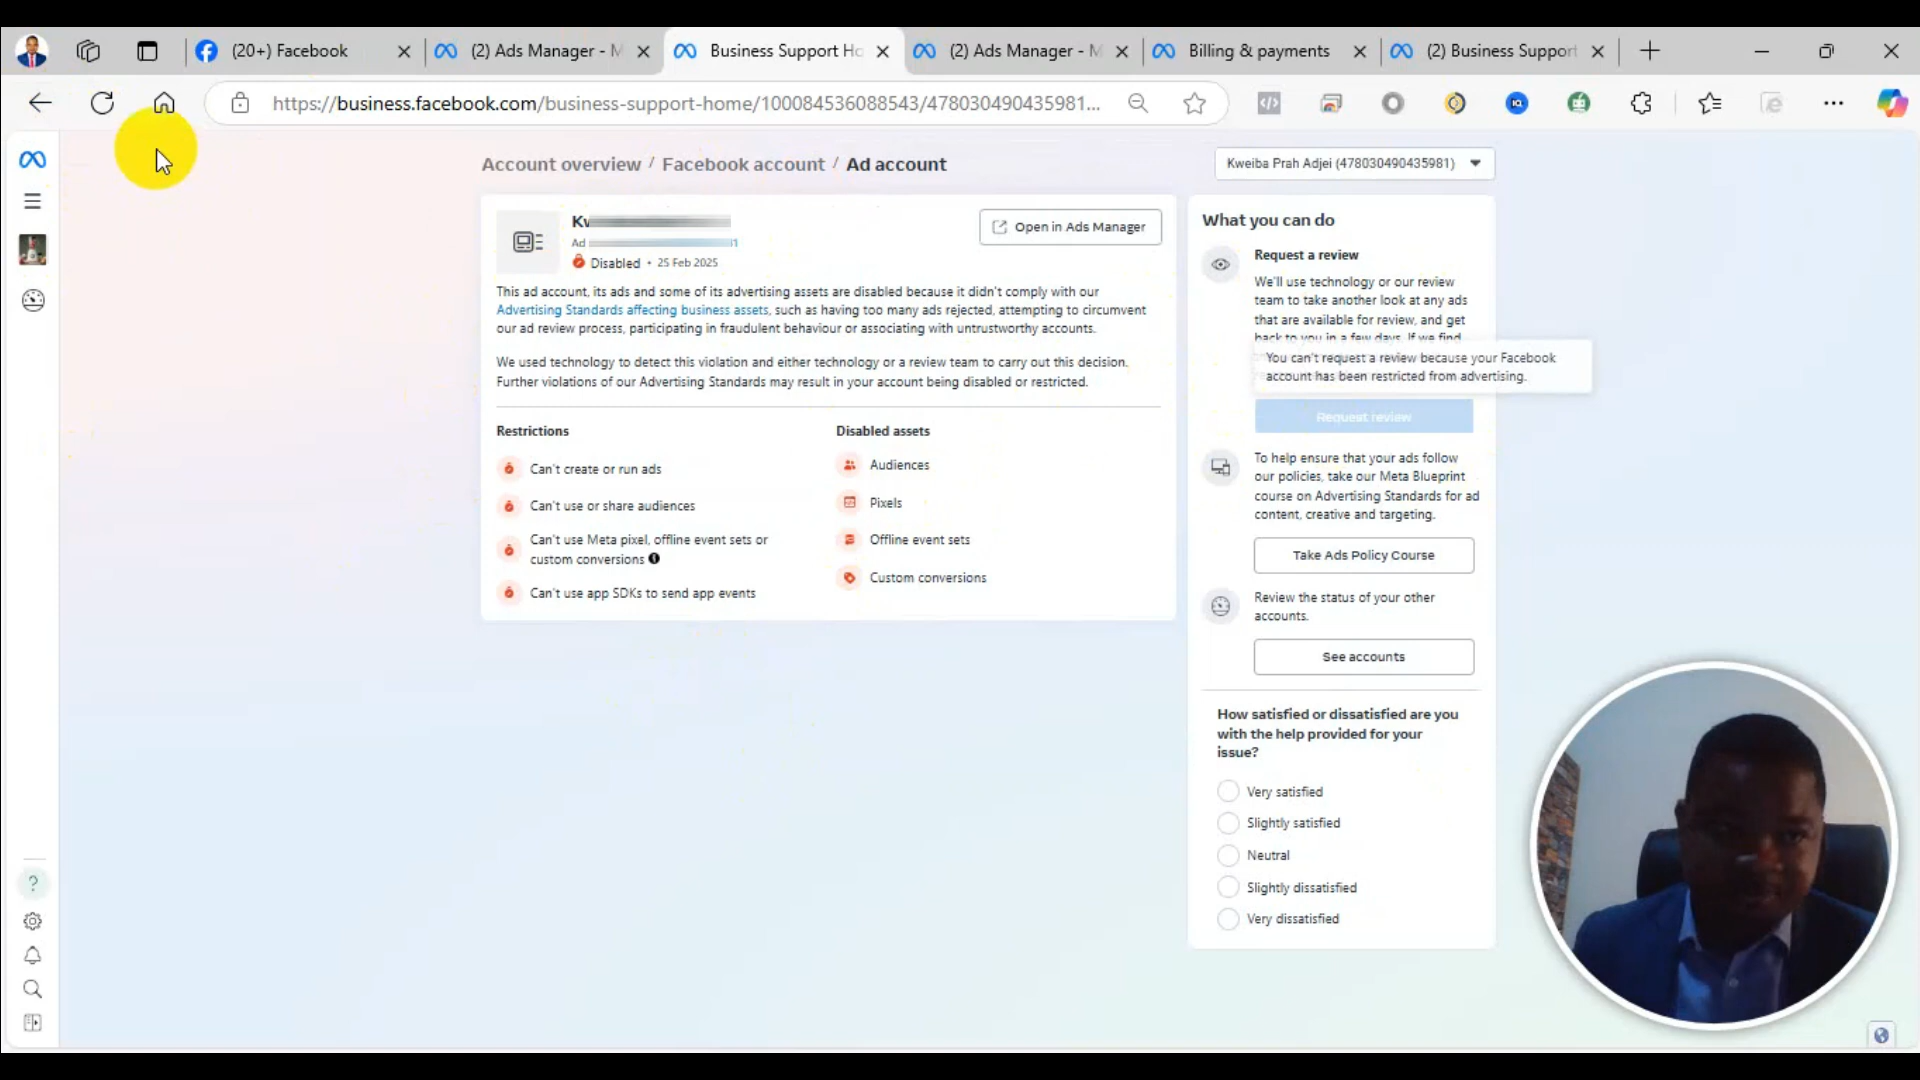 (20+) Facebook
(2) Ads Manager - M
Business Support Ho
(2) Ads Manager - M
Billing & payments
(2) Business Support
https://business.facebook.com/business-support-home/100084536088543/478030490435981...
Account overview / Facebook account / Ad account
Kweiba Prah Adjei (478030490435981)
Ad
Disabled • 25 Feb 2025
Open in Ads Manager
This ad account, its ads and some of its advertising assets are disabled because it didn't comply with our
Advertising Standards affecting business assets, such as having too many ads rejected, attempting to circumvent
our ad review process, participating in fraudulent behaviour or associating with untrustworthy accounts.
We used technology to detect this violation and either technology or a review team to carry out this decision.
Further violations of our Advertising Standards may result in your account being disabled or restricted.
Restrictions
Can't create or run ads
Can't use or share audiences
Can't use Meta pixel, offline event sets or
custom conversions
Can't use app SDKs to send app events
Disabled assets
Audiences
Pixels
Offline event sets
Custom conversions
What you can do
Request a review
We'll use technology or our review
team to take another look at any ads
that are available for review, and get
back to you in a few days. If we find
You can't request a review because your Facebook
account has been restricted from advertising.
Request review
To help ensure that your ads follow
our policies, take our Meta Blueprint
course on Advertising Standards for ad
content, creative and targeting.
Take Ads Policy Course
Review the status of your other
accounts.
See accounts
How satisfied or dissatisfied are you
with the help provided for your
issue?
Very satisfied
Slightly satisfied
Neutral
Slightly dissatisfied
Very dissatisfied